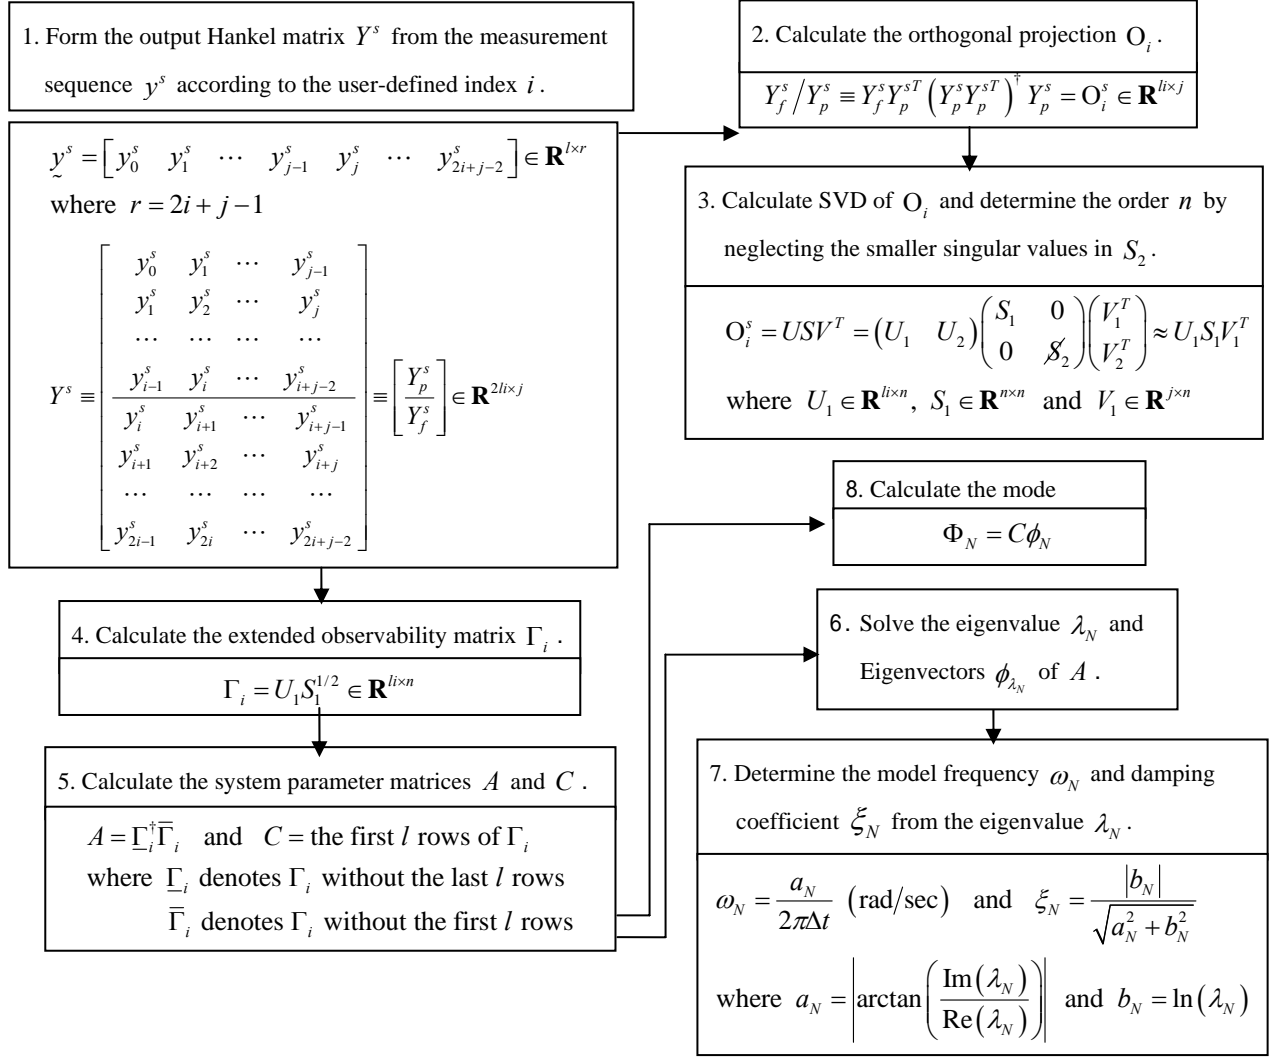 1. Form the output Hankel matrix Y^s from the measurement
sequence y^s according to the user-defined index i.
y^s = [y_0^s y_1^s ⋯ y_{j-1}^s y_j^s ⋯ y_{2i+j-2}^s] ∈ R^{l×r}
where r = 2i + j − 1
y_0^s y_1^s ⋯ y_{j-1}^s
y_1^s y_2^s ⋯ y_j^s
⋯ ⋯ ⋯ ⋯
y_{i-1}^s y_i^s ⋯ y_{i+j-2}^s
Y^s ≡ ≡ [Y_p^s / Y_f^s] ∈ R^{2li×j}
y_i^s y_{i+1}^s ⋯ y_{i+j-1}^s
y_{i+1}^s y_{i+2}^s ⋯ y_{i+j}^s
⋯ ⋯ ⋯ ⋯
y_{2i-1}^s y_{2i}^s ⋯ y_{2i+j-2}^s
2. Calculate the orthogonal projection O_i.
Y_f^s / Y_p^s ≡ Y_f^s Y_p^{sT} (Y_p^s Y_p^{sT})^† Y_p^s = O_i^s ∈ R^{li×j}
3. Calculate SVD of O_i and determine the order n by
neglecting the smaller singular values in S_2.
O_i^s = USV^T = (U_1 U_2) (S_1 0 / 0 S_2) (V_1^T / V_2^T) ≈ U_1 S_1 V_1^T
where U_1 ∈ R^{li×n}, S_1 ∈ R^{n×n} and V_1 ∈ R^{j×n}
4. Calculate the extended observability matrix Γ_i.
Γ_i = U_1 S_1^{1/2} ∈ R^{li×n}
5. Calculate the system parameter matrices A and C.
A = \underline{Γ}_i^† \overline{Γ}_i and C = the first l rows of Γ_i
where \underline{Γ}_i denotes Γ_i without the last l rows
\overline{Γ}_i denotes Γ_i without the first l rows
8. Calculate the mode
Φ_N = Cϕ_N
6. Solve the eigenvalue λ_N and
Eigenvectors ϕ_{λ_N} of A.
7. Determine the model frequency ω_N and damping
coefficient ξ_N from the eigenvalue λ_N.
ω_N = a_N / 2πΔt (rad/sec) and ξ_N = |b_N| / √(a_N^2 + b_N^2)
where a_N = |arctan(Im(λ_N) / Re(λ_N))| and b_N = ln(λ_N)